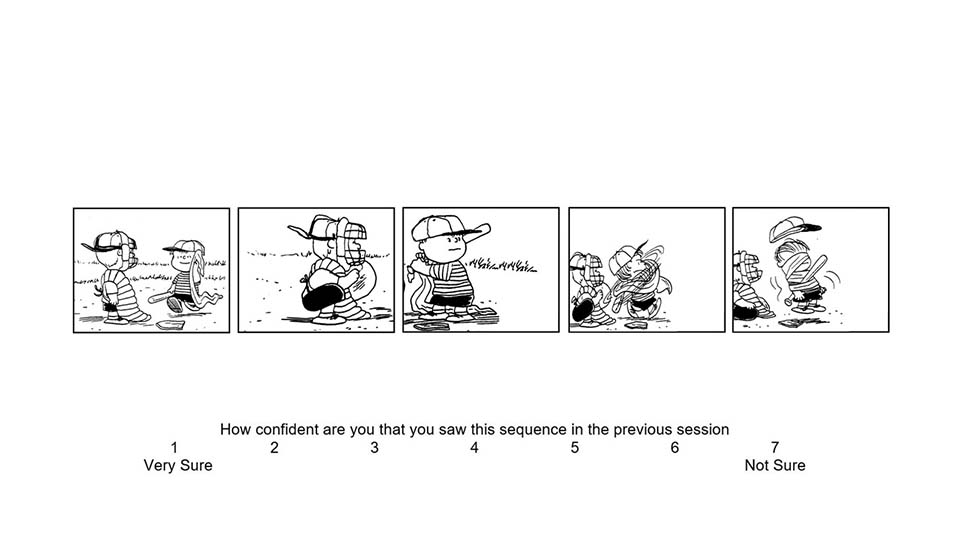 How confident are you that you saw this sequence in the previous session
1 2 3 4 5 6 7
Very Sure Not Sure